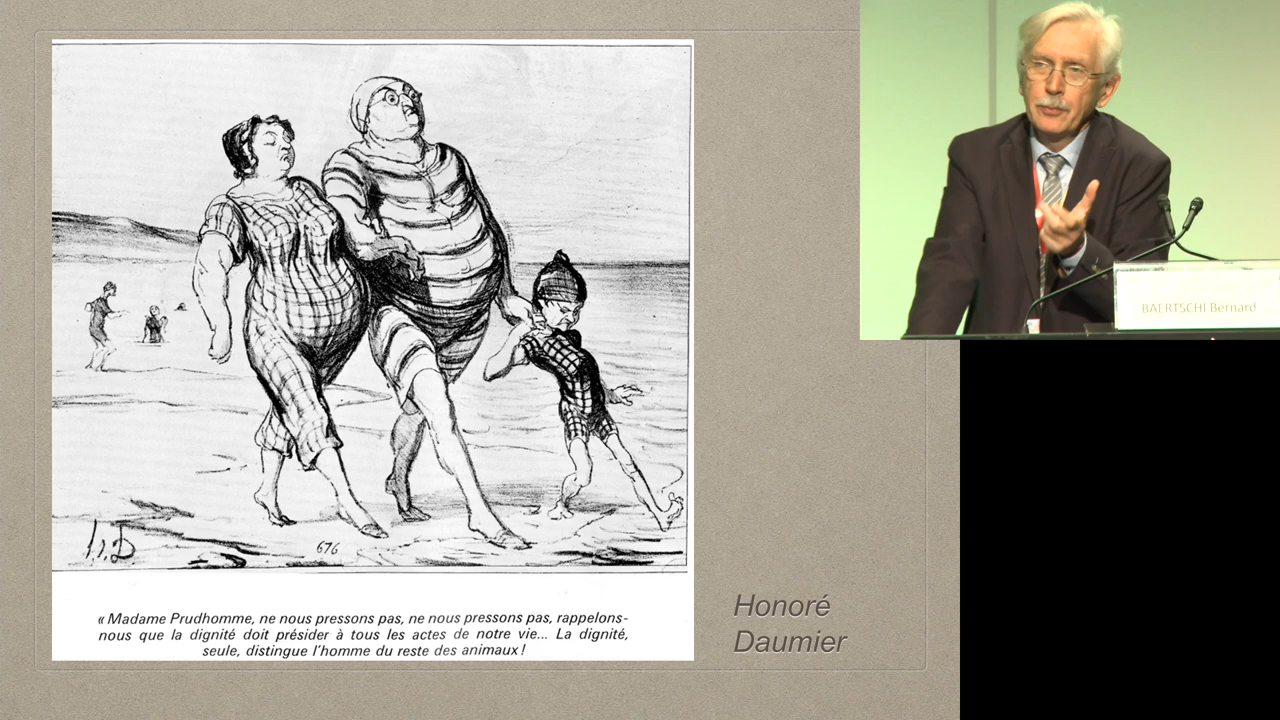 BAERTSCHI Bernard
h.D
676
« Madame Prudhomme, ne nous pressons pas, ne nous pressons pas, rappelons-
nous que la dignité doit présider à tous les actes de notre vie... La dignité,
seule, distingue l'homme du reste des animaux !
Honoré
Daumier